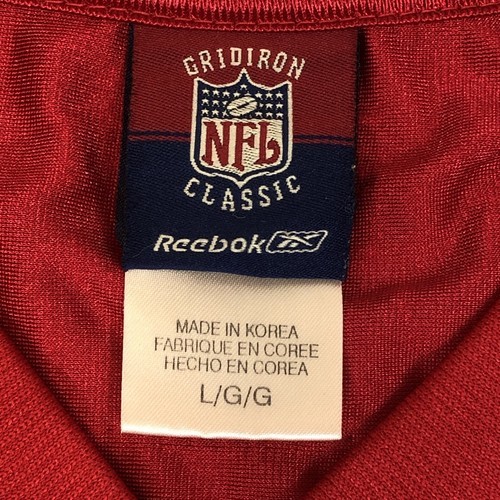 GRIDIRON
NFL
CLASSIC
Reebok
MADE IN KOREA
FABRIQUE EN COREE
HECHO EN COREA
L/G/G